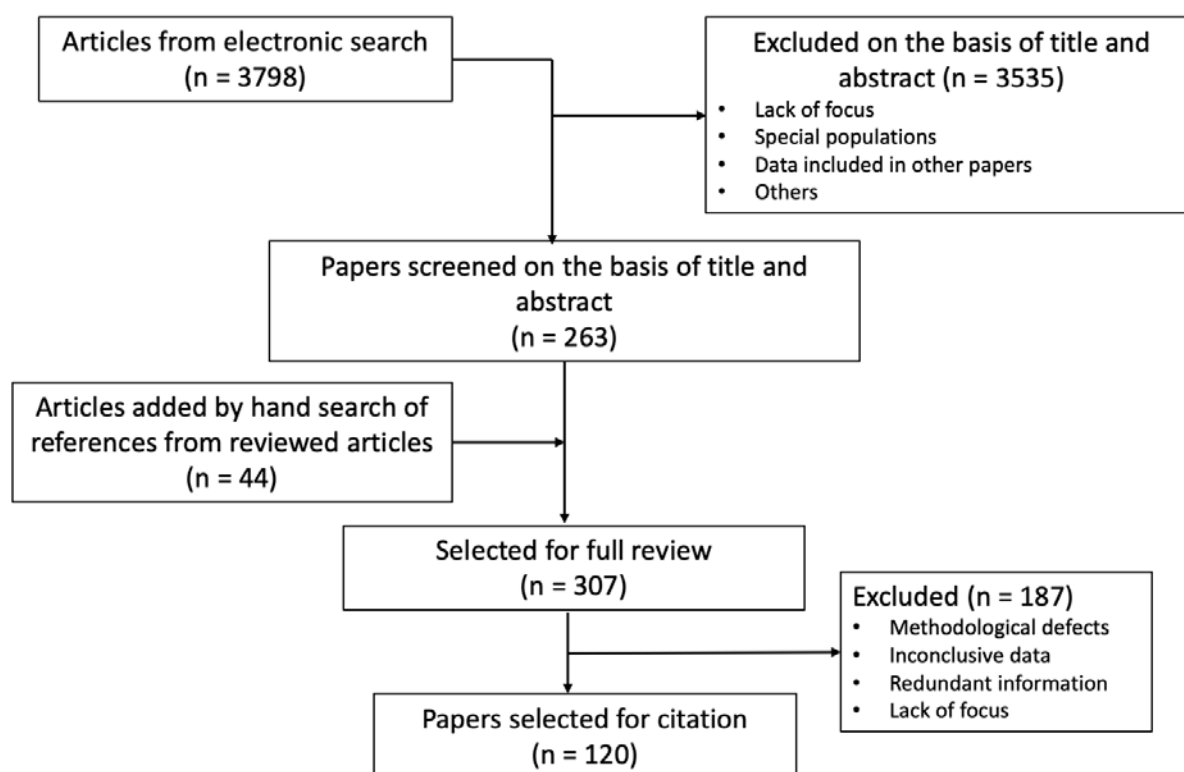 Articles from electronic search
(n = 3798)
Excluded on the basis of title and
abstract (n = 3535)
• Lack of focus
• Special populations
• Data included in other papers
• Others
Papers screened on the basis of title and
abstract
(n = 263)
Articles added by hand search of
references from reviewed articles
(n = 44)
Selected for full review
(n = 307)
Excluded (n = 187)
• Methodological defects
• Inconclusive data
• Redundant information
• Lack of focus
Papers selected for citation
(n = 120)